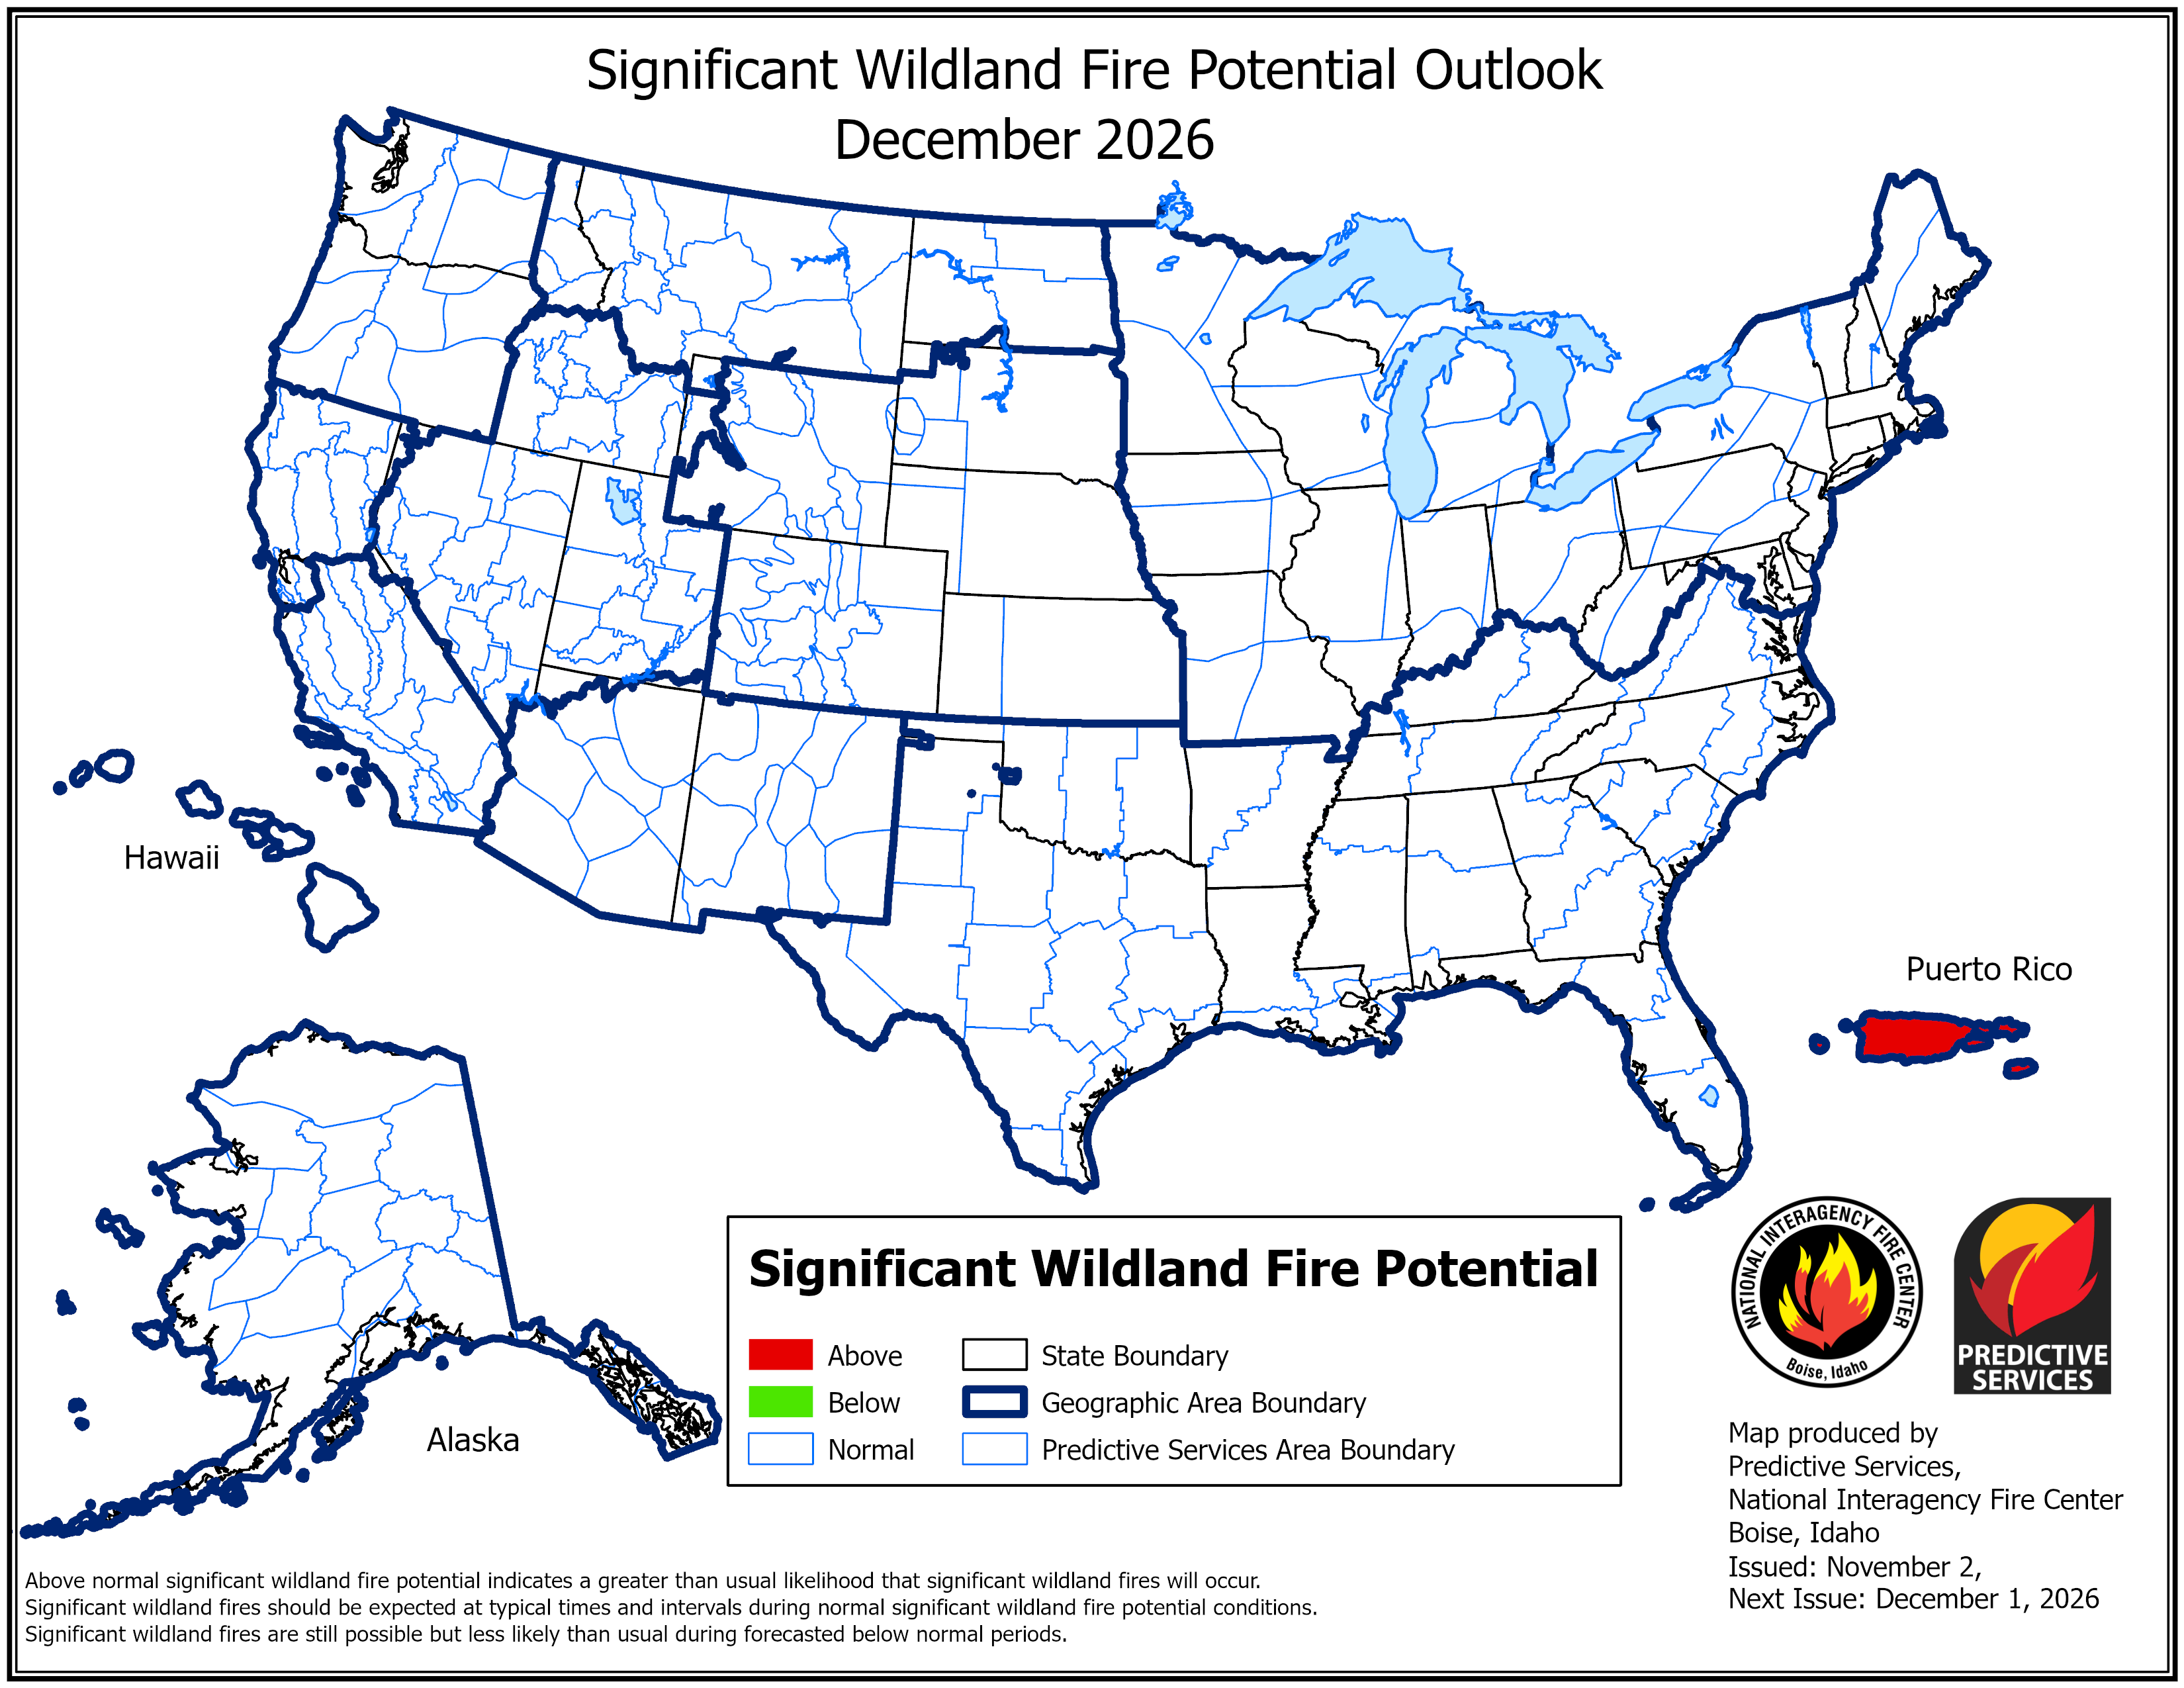 Significant Wildland Fire Potential Outlook
December 2026
Hawaii
Puerto Rico
Alaska
Significant Wildland Fire Potential
Above
Below
Normal
State Boundary
Geographic Area Boundary
Predictive Services Area Boundary
NATIONAL INTERAGENCY FIRE CENTER
Boise, Idaho
PREDICTIVE
SERVICES
Map produced by
Predictive Services,
National Interagency Fire Center
Boise, Idaho
Issued: November 2,
Next Issue: December 1, 2026
Above normal significant wildland fire potential indicates a greater than usual likelihood that significant wildland fires will occur.
Significant wildland fires should be expected at typical times and intervals during normal significant wildland fire potential conditions.
Significant wildland fires are still possible but less likely than usual during forecasted below normal periods.